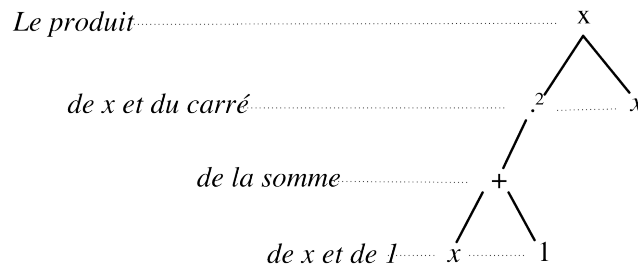 Le produit x
de x et du carré .² x
de la somme +
de x et de 1 x 1